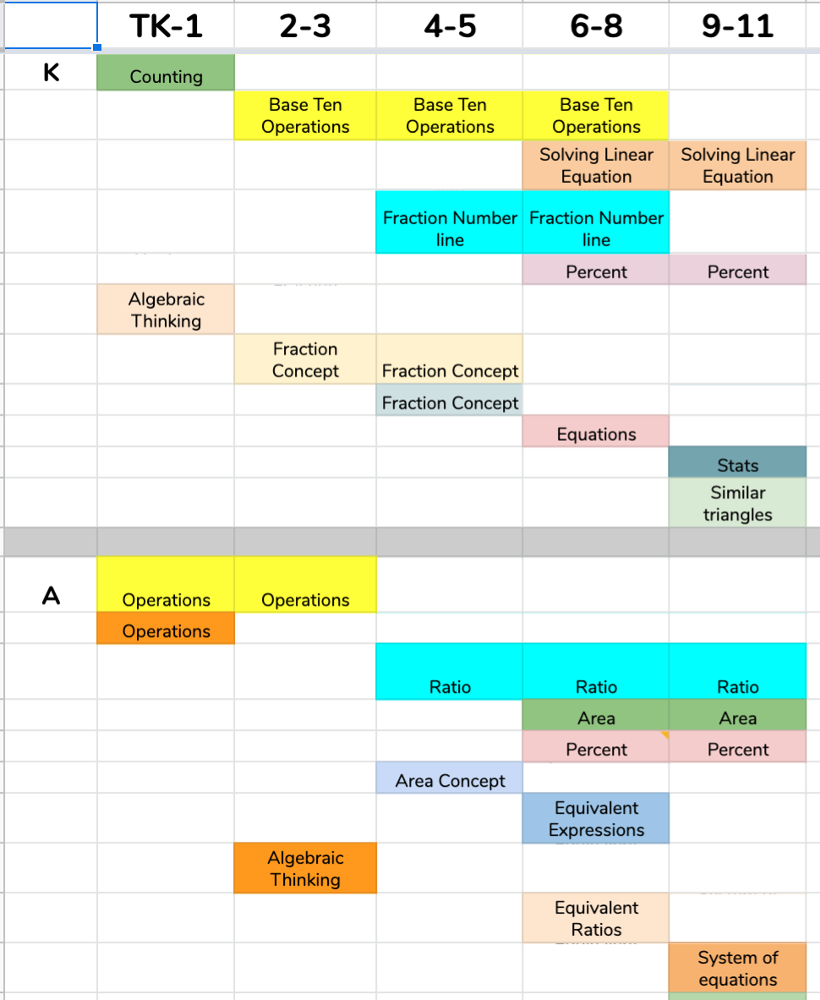 TK-1 2-3 4-5 6-8 9-11
K
Counting
Base Ten Operations Base Ten Operations Base Ten Operations
Solving Linear Equation Solving Linear Equation
Fraction Number line Fraction Number line
Percent Percent
Algebraic Thinking
Fraction Concept Fraction Concept
Fraction Concept
Equations
Stats
Similar triangles
A
Operations Operations
Operations
Ratio Ratio Ratio
Area Area
Percent Percent
Area Concept
Equivalent Expressions
Algebraic Thinking
Equivalent Ratios
System of equations